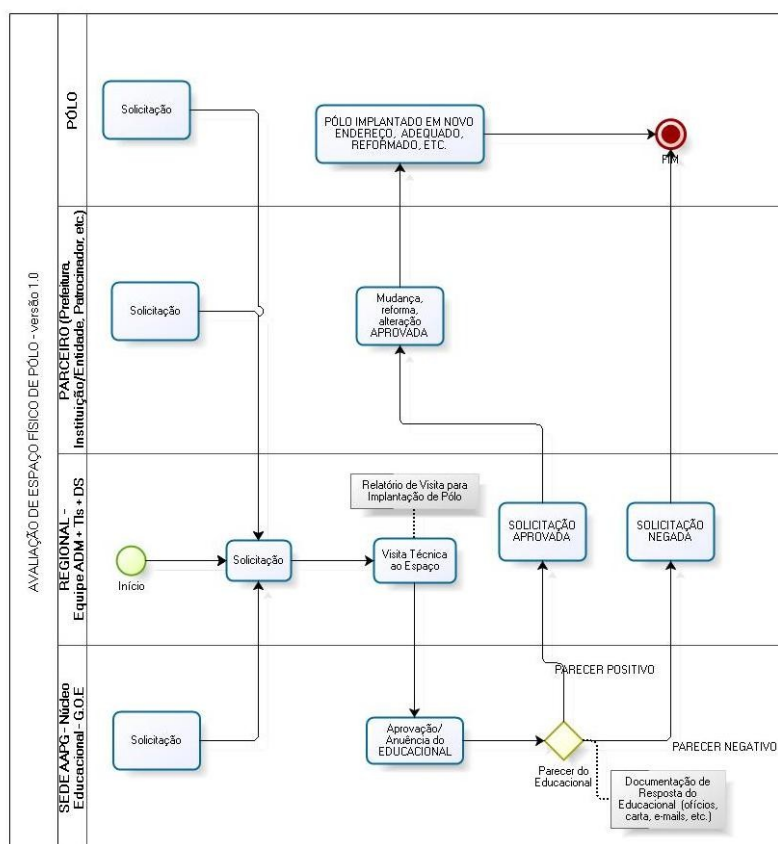 AVALIAÇÃO DE ESPAÇO FÍSICO DE PÓLO - versão 1.0
PÓLO
Solicitação
PÓLO IMPLANTADO EM NOVO
ENDEREÇO, ADEQUADO,
REFORMADO, ETC.
FIM
PARCEIRO (Prefeitura,
Instituição/Entidade, Patrocinador, etc.)
Solicitação
Mudança,
reforma,
alteração
APROVADA
REGIONAL -
Equipe ADM + TIs + DS
Início
Solicitação
Relatório de Visita para
Implantação de Pólo
Visita Técnica
ao Espaço
SOLICITAÇÃO
APROVADA
SOLICITAÇÃO
NEGADA
SEDE AAPG - Núcleo
Educacional - G.O.E
Solicitação
Aprovação/
Anuência do
EDUCACIONAL
PARECER POSITIVO
Parecer do
Educacional
PARECER NEGATIVO
Documentação de
Resposta do
Educacional (ofícios,
carta, e-mails, etc.)